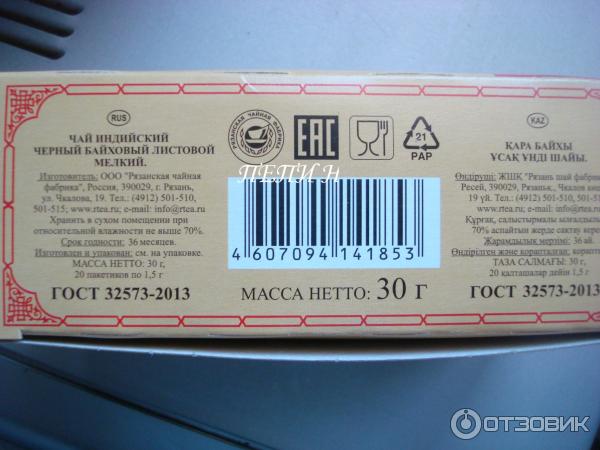 RUS
ЧАЙ ИНДИЙСКИЙ
ЧЕРНЫЙ БАЙХОВЫЙ ЛИСТОВОЙ
МЕЛКИЙ.
Изготовитель: ООО "Рязанская чайная
фабрика", Россия, 390029, г. Рязань,
ул. Чкалова, 19. Тел.: (4912) 501-510,
501-515; www.rtea.ru; e-mail: info@rtea.ru
Хранить в сухом помещении при
относительной влажности не выше 70%.
Срок годности: 36 месяцев.
Изготовлен и упакован: см. на упаковке.
МАССА НЕТТО: 30 г,
20 пакетиков по 1,5 г
ГОСТ 32573-2013
РЯЗАНСКАЯ ЧАЙНАЯ ФАБРИКА
EAC
21
PAP
ПЕПИ Н
4 607094 141853
МАССА НЕТТО: 30 г
KAZ
ҚАРА БАЙХЫ
ҰСАҚ ҮНДІ ШАЙЫ.
Өндіруші: ЖШҚ "Рязань шай фабрик
Ресей, 390029, Рязань қ., Чкалов көш
19 үй. Тел.: (4912) 501-510, 501-5
www.rtea.ru; e-mail: info@rtea.
Құрғақ, салыстырмалы ылғалдылы
70% аспайтын жерде сақтау керек
Жарамдылық мерзімі: 36 ай.
Өндірілген және қорапталған:
ТАЗА САЛМАҒЫ: 30 г,
20 қалташалар дейін 1,5 г
ГОСТ 32573-2013
ОТЗОВИК